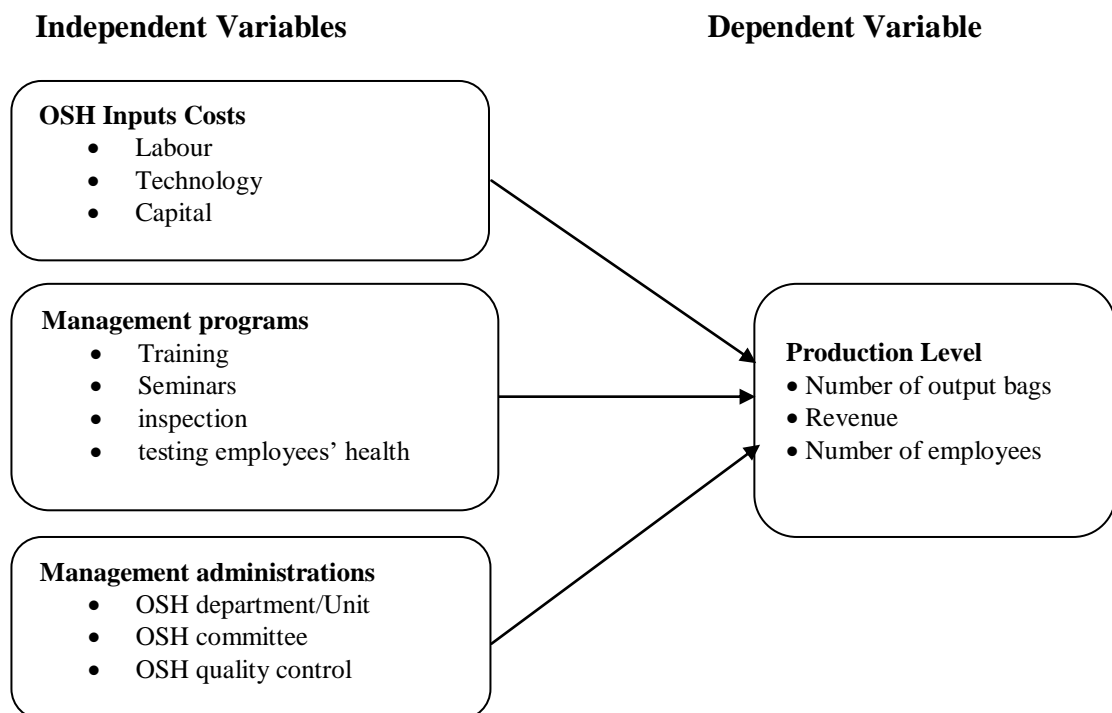 Independent Variables
Dependent Variable
OSH Inputs Costs
• Labour
• Technology
• Capital
Management programs
• Training
• Seminars
• inspection
• testing employees’ health
Management administrations
• OSH department/Unit
• OSH committee
• OSH quality control
Production Level
• Number of output bags
• Revenue
• Number of employees